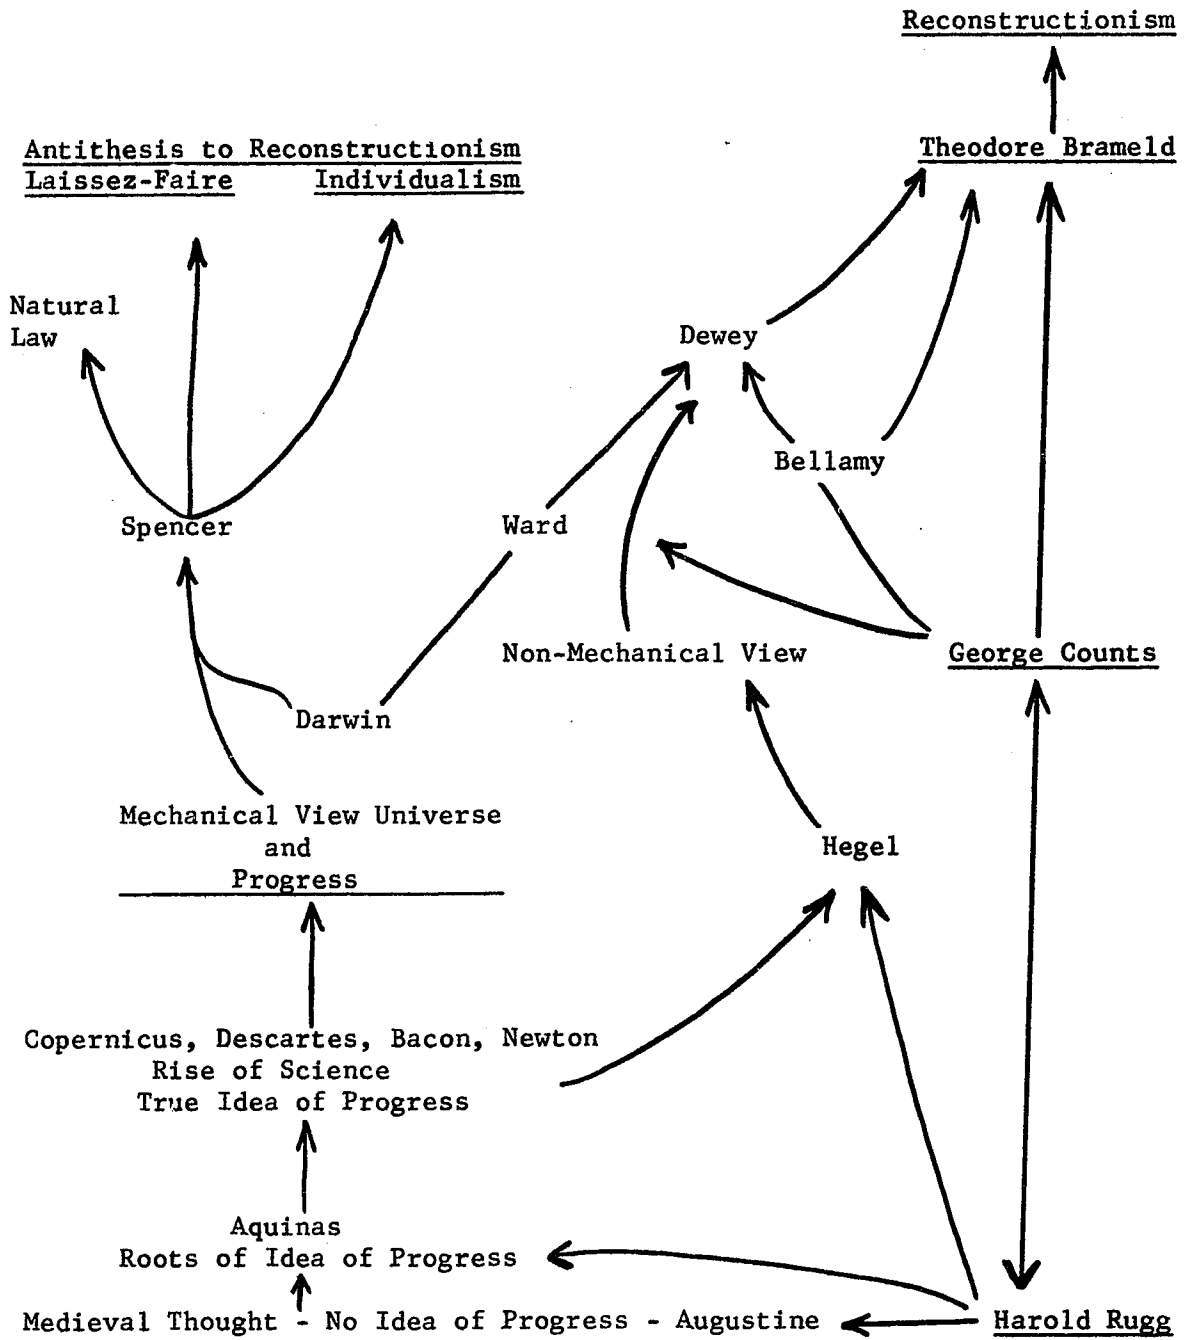 Reconstructionism
Theodore Brameld
Antithesis to Reconstructionism
Laissez-Faire Individualism
Natural
Law
Dewey
Bellamy
Spencer
Ward
Non-Mechanical View
George Counts
Darwin
Mechanical View Universe
and
Progress
Hegel
Copernicus, Descartes, Bacon, Newton
Rise of Science
True Idea of Progress
Aquinas
Roots of Idea of Progress
Medieval Thought - No Idea of Progress - Augustine
Harold Rugg